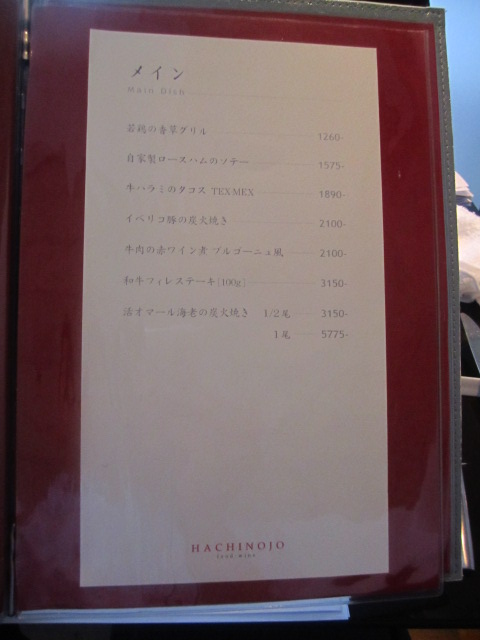 メイン
Main Dish
若鶏の香草グリル 1260-
自家製ロースハムのソテー 1575-
牛ハラミのタコス TEX MEX 1890-
イベリコ豚の炭火焼き 2100-
牛肉の赤ワイン煮 ブルゴーニュ風 2100-
和牛フィレステーキ[100g] 3150-
活オマール海老の炭火焼き 1/2尾 3150-
1尾 5775-
HACHINOJO